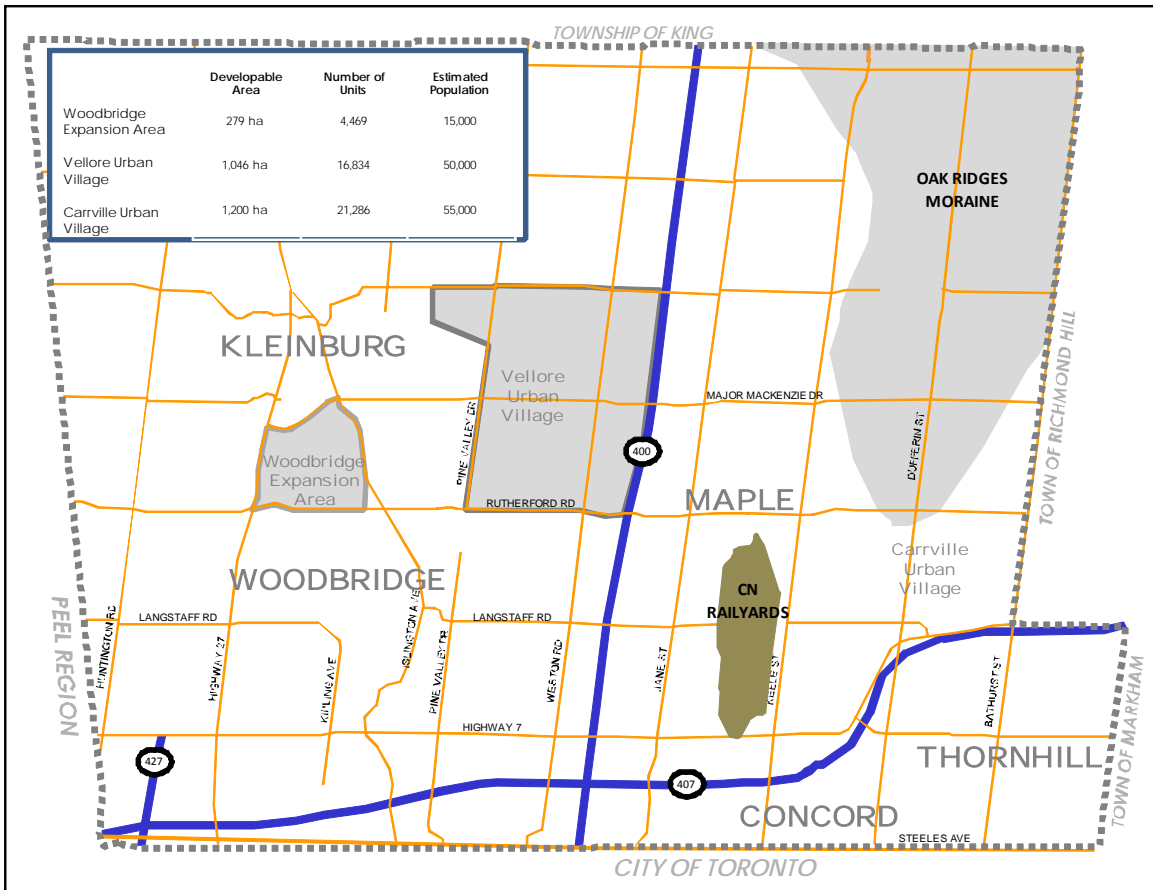 TOWNSHIP OF KING
Developable Area
Number of Units
Estimated Population
Woodbridge Expansion Area
279 ha
4,469
15,000
Vellore Urban Village
1,046 ha
16,834
50,000
Carrville Urban Village
1,200 ha
21,286
55,000
OAK RIDGES
MORAINE
KLEINBURG
Vellore
Urban
Village
MAJOR MACKENZIE DR
TOWN OF RICHMOND HILL
PINE VALLEY DR
400
DUFFERIN ST
Woodbridge
Expansion
Area
RUTHERFORD RD
MAPLE
Carrville
Urban
Village
WOODBRIDGE
CN
RAILYARDS
PEEL REGION
LANGSTAFF RD
LANGSTAFF RD
HUNTINGTON RD
HIGHWAY 27
KIPLING AVE
ISLINGTON AVE
PINE VALLEY DR
WESTON RD
JANE ST
KEELE ST
BATHURST ST
HIGHWAY 7
TOWN OF MARKHAM
427
407
THORNHILL
CONCORD
STEELES AVE
CITY OF TORONTO